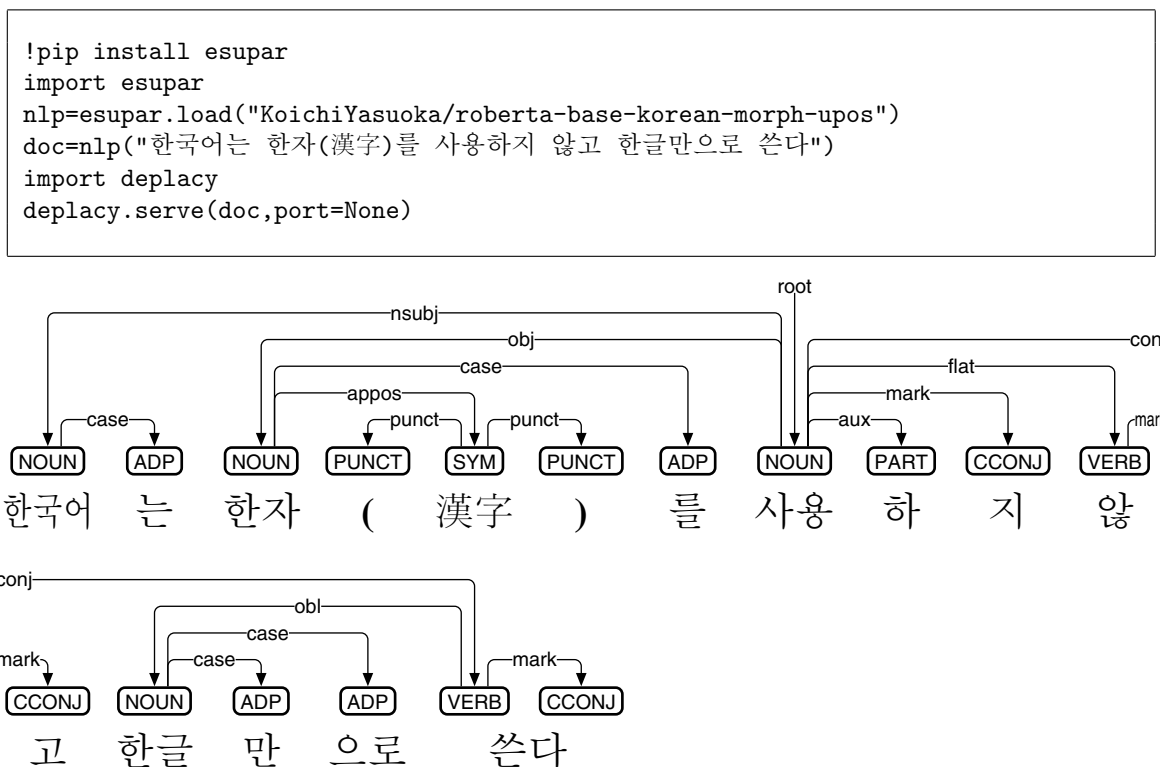 !pip install esupar
import esupar
nlp=esupar.load("KoichiYasuoka/roberta-base-korean-morph-upos")
doc=nlp("한국어는 한자(漢字)를 사용하지 않고 한글만으로 쓴다")
import deplacy
deplacy.serve(doc,port=None)
root
nsubj
obj con
case flat
appos mark
case punct punct aux mar
NOUN ADP NOUN PUNCT SYM PUNCT ADP NOUN PART CCONJ VERB
한국어 는 한자 ( 漢字 ) 를 사용 하 지 않
conj
obl
case
mark case mark
CCONJ NOUN ADP ADP VERB CCONJ
고 한글 만 으로 쓴다